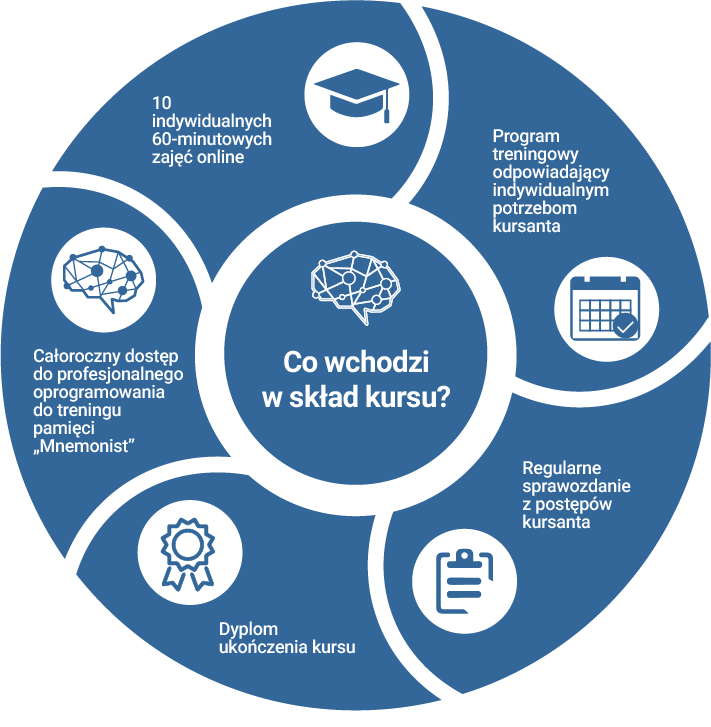 10
indywidualnych
60-minutowych
zajęć online
Program
treningowy
odpowiadający
indywidualnym
potrzebom
kursanta
Co wchodzi
w skład kursu?
Całoroczny dostęp
do profesjonalnego
oprogramowania
do treningu
pamięci
„Mnemonist”
Regularne
sprawozdanie
z postępów
kursanta
Dyplom
ukończenia kursu